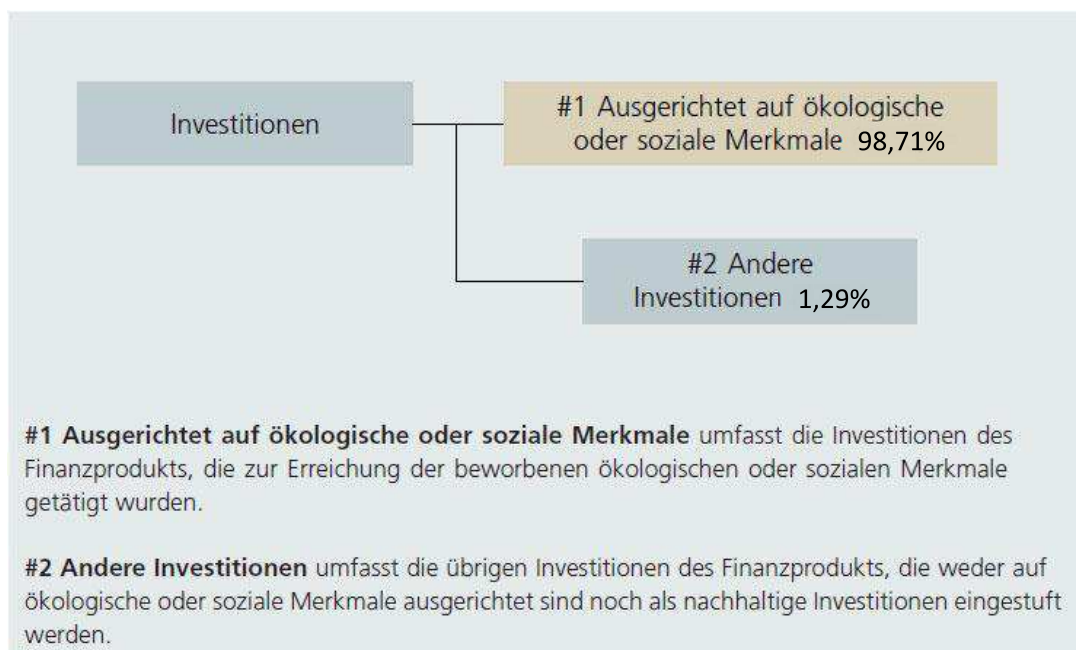 Investitionen
#1 Ausgerichtet auf ökologische
oder soziale Merkmale 98,71%
#2 Andere
Investitionen 1,29%
#1 Ausgerichtet auf ökologische oder soziale Merkmale umfasst die Investitionen des
Finanzprodukts, die zur Erreichung der beworbenen ökologischen oder sozialen Merkmale
getätigt wurden.
#2 Andere Investitionen umfasst die übrigen Investitionen des Finanzprodukts, die weder auf
ökologische oder soziale Merkmale ausgerichtet sind noch als nachhaltige Investitionen eingestuft
werden.